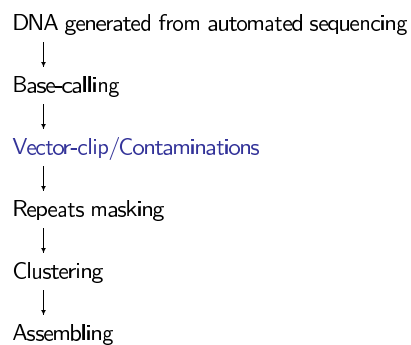 DNA generated from automated sequencing
Base-calling
Vector-clip/Contaminations
Repeats masking
Clustering
Assembling